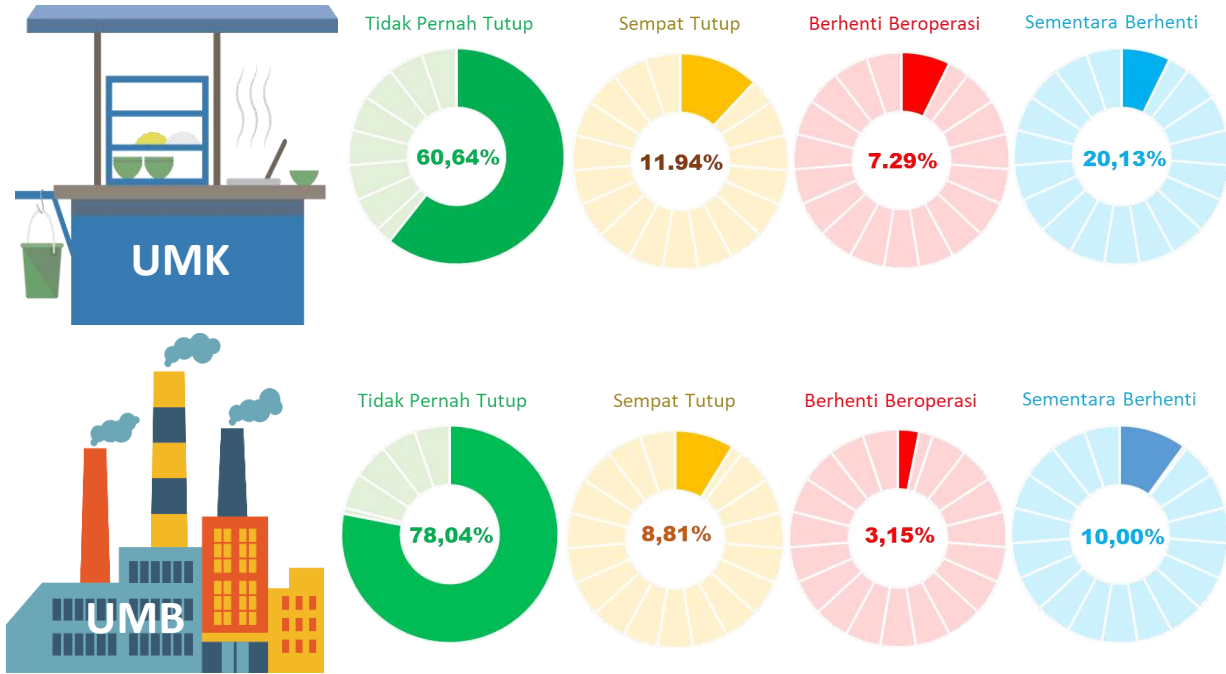 Tidak Pernah Tutup
Sempat Tutup
Berhenti Beroperasi
Sementara Berhenti
60,64%
11.94%
7.29%
20,13%
UMK
Tidak Pernah Tutup
Sempat Tutup
Berhenti Beroperasi
Sementara Berhenti
78,04%
8,81%
3,15%
10,00%
UMB